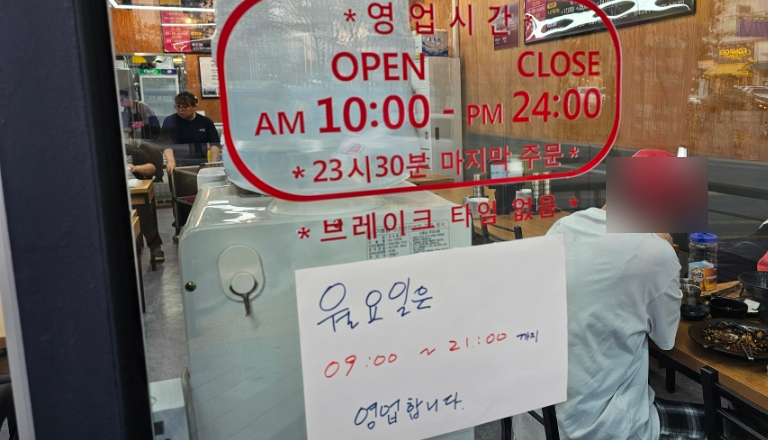 *영업시간*
OPEN CLOSE
AM 10:00 - PM 24:00
*23시30분 마지막 주문*
*브레이크 타임 없음*
월요일은
09:00 ~ 21:00 까지
영업합니다.